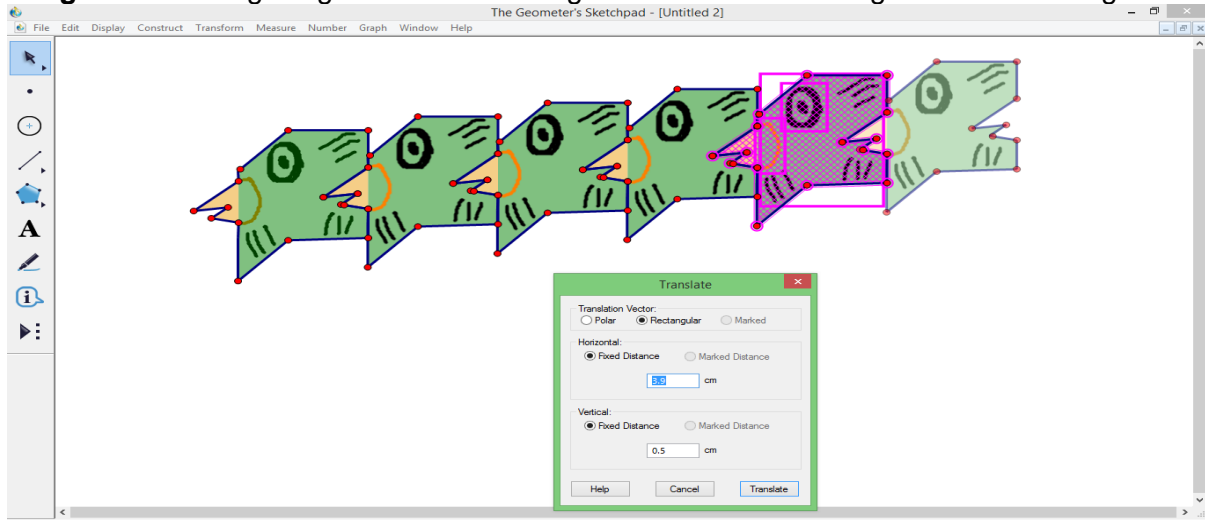 The Geometer's Sketchpad - [Untitled 2]
File Edit Display Construct Transform Measure Number Graph Window Help
A
i
Translate
Translation Vector:
Polar Rectangular Marked
Horizontal:
Fixed Distance Marked Distance
3.9 cm
Vertical:
Fixed Distance Marked Distance
0.5 cm
Help Cancel Translate